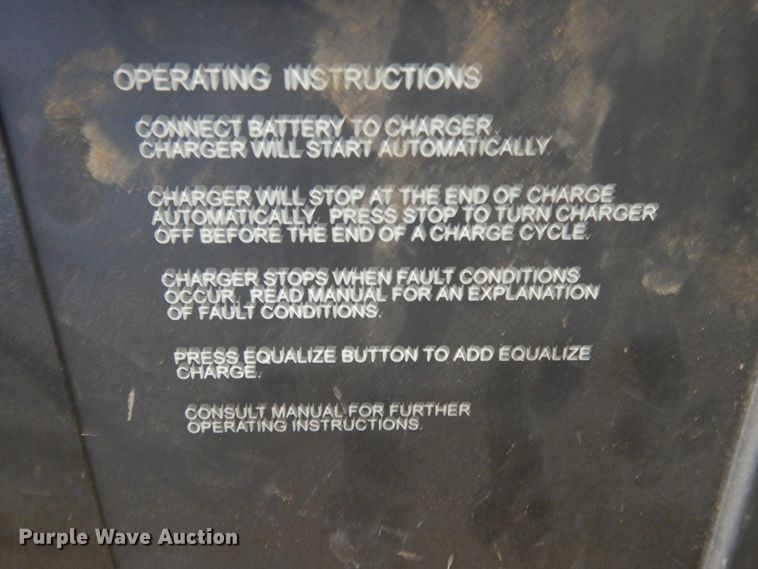 OPERATING INSTRUCTIONS
CONNECT BATTERY TO CHARGER.
CHARGER WILL START AUTOMATICALLY
CHARGER WILL STOP AT THE END OF CHARGE
AUTOMATICALLY. PRESS STOP TO TURN CHARGER
OFF BEFORE THE END OF A CHARGE CYCLE.
CHARGER STOPS WHEN FAULT CONDITIONS
OCCUR. READ MANUAL FOR AN EXPLANATION
OF FAULT CONDITIONS.
PRESS EQUALIZE BUTTON TO ADD EQUALIZE
CHARGE.
CONSULT MANUAL FOR FURTHER
OPERATING INSTRUCTIONS.
Purple Wave Auction